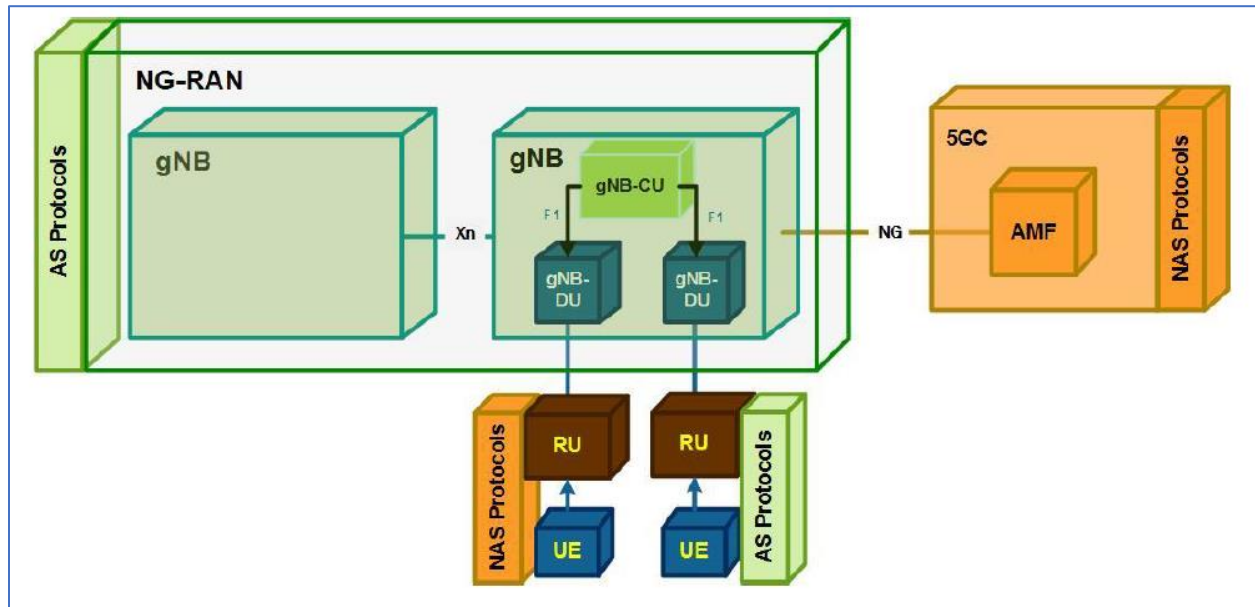 AS Protocols
NG-RAN
gNB
Xn
gNB
gNB-CU
F1
F1
gNB-
DU
gNB-
DU
NG
5GC
AMF
NAS Protocols
NAS Protocols
RU
UE
RU
UE
AS Protocols